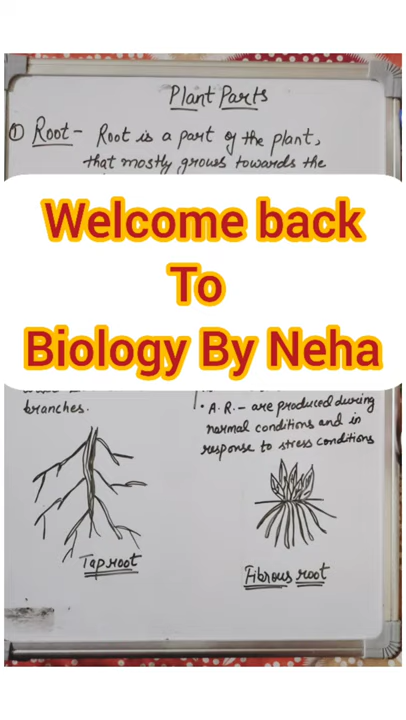 Plant Parts
① Root - Root is a part of the plant,
that mostly grows towards the
Welcome back
To
Biology By Neha
branches.
• A.R. - are produced during
normal conditions and in
response to stress conditions
Tap root
Fibrous root